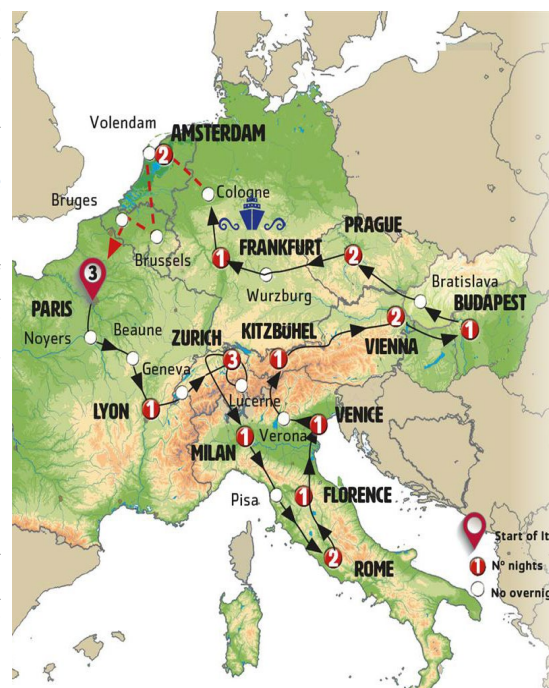 Volendam
AMSTERDAM
2
Cologne
Bruges
Brussels
FRANKFURT
1
PRAGUE
2
Wurzburg
3
PARIS
Bratislava
BUDAPEST
1
Noyers
Beaune
ZURICH
3
KITZBÜHEL
1
2
VIENNA
Geneva
LYON
1
Lucerne
VENICE
1
Verona
MILAN
1
Pisa
1
FLORENCE
2
ROME
Start of It
1
Nº nights
No overnig